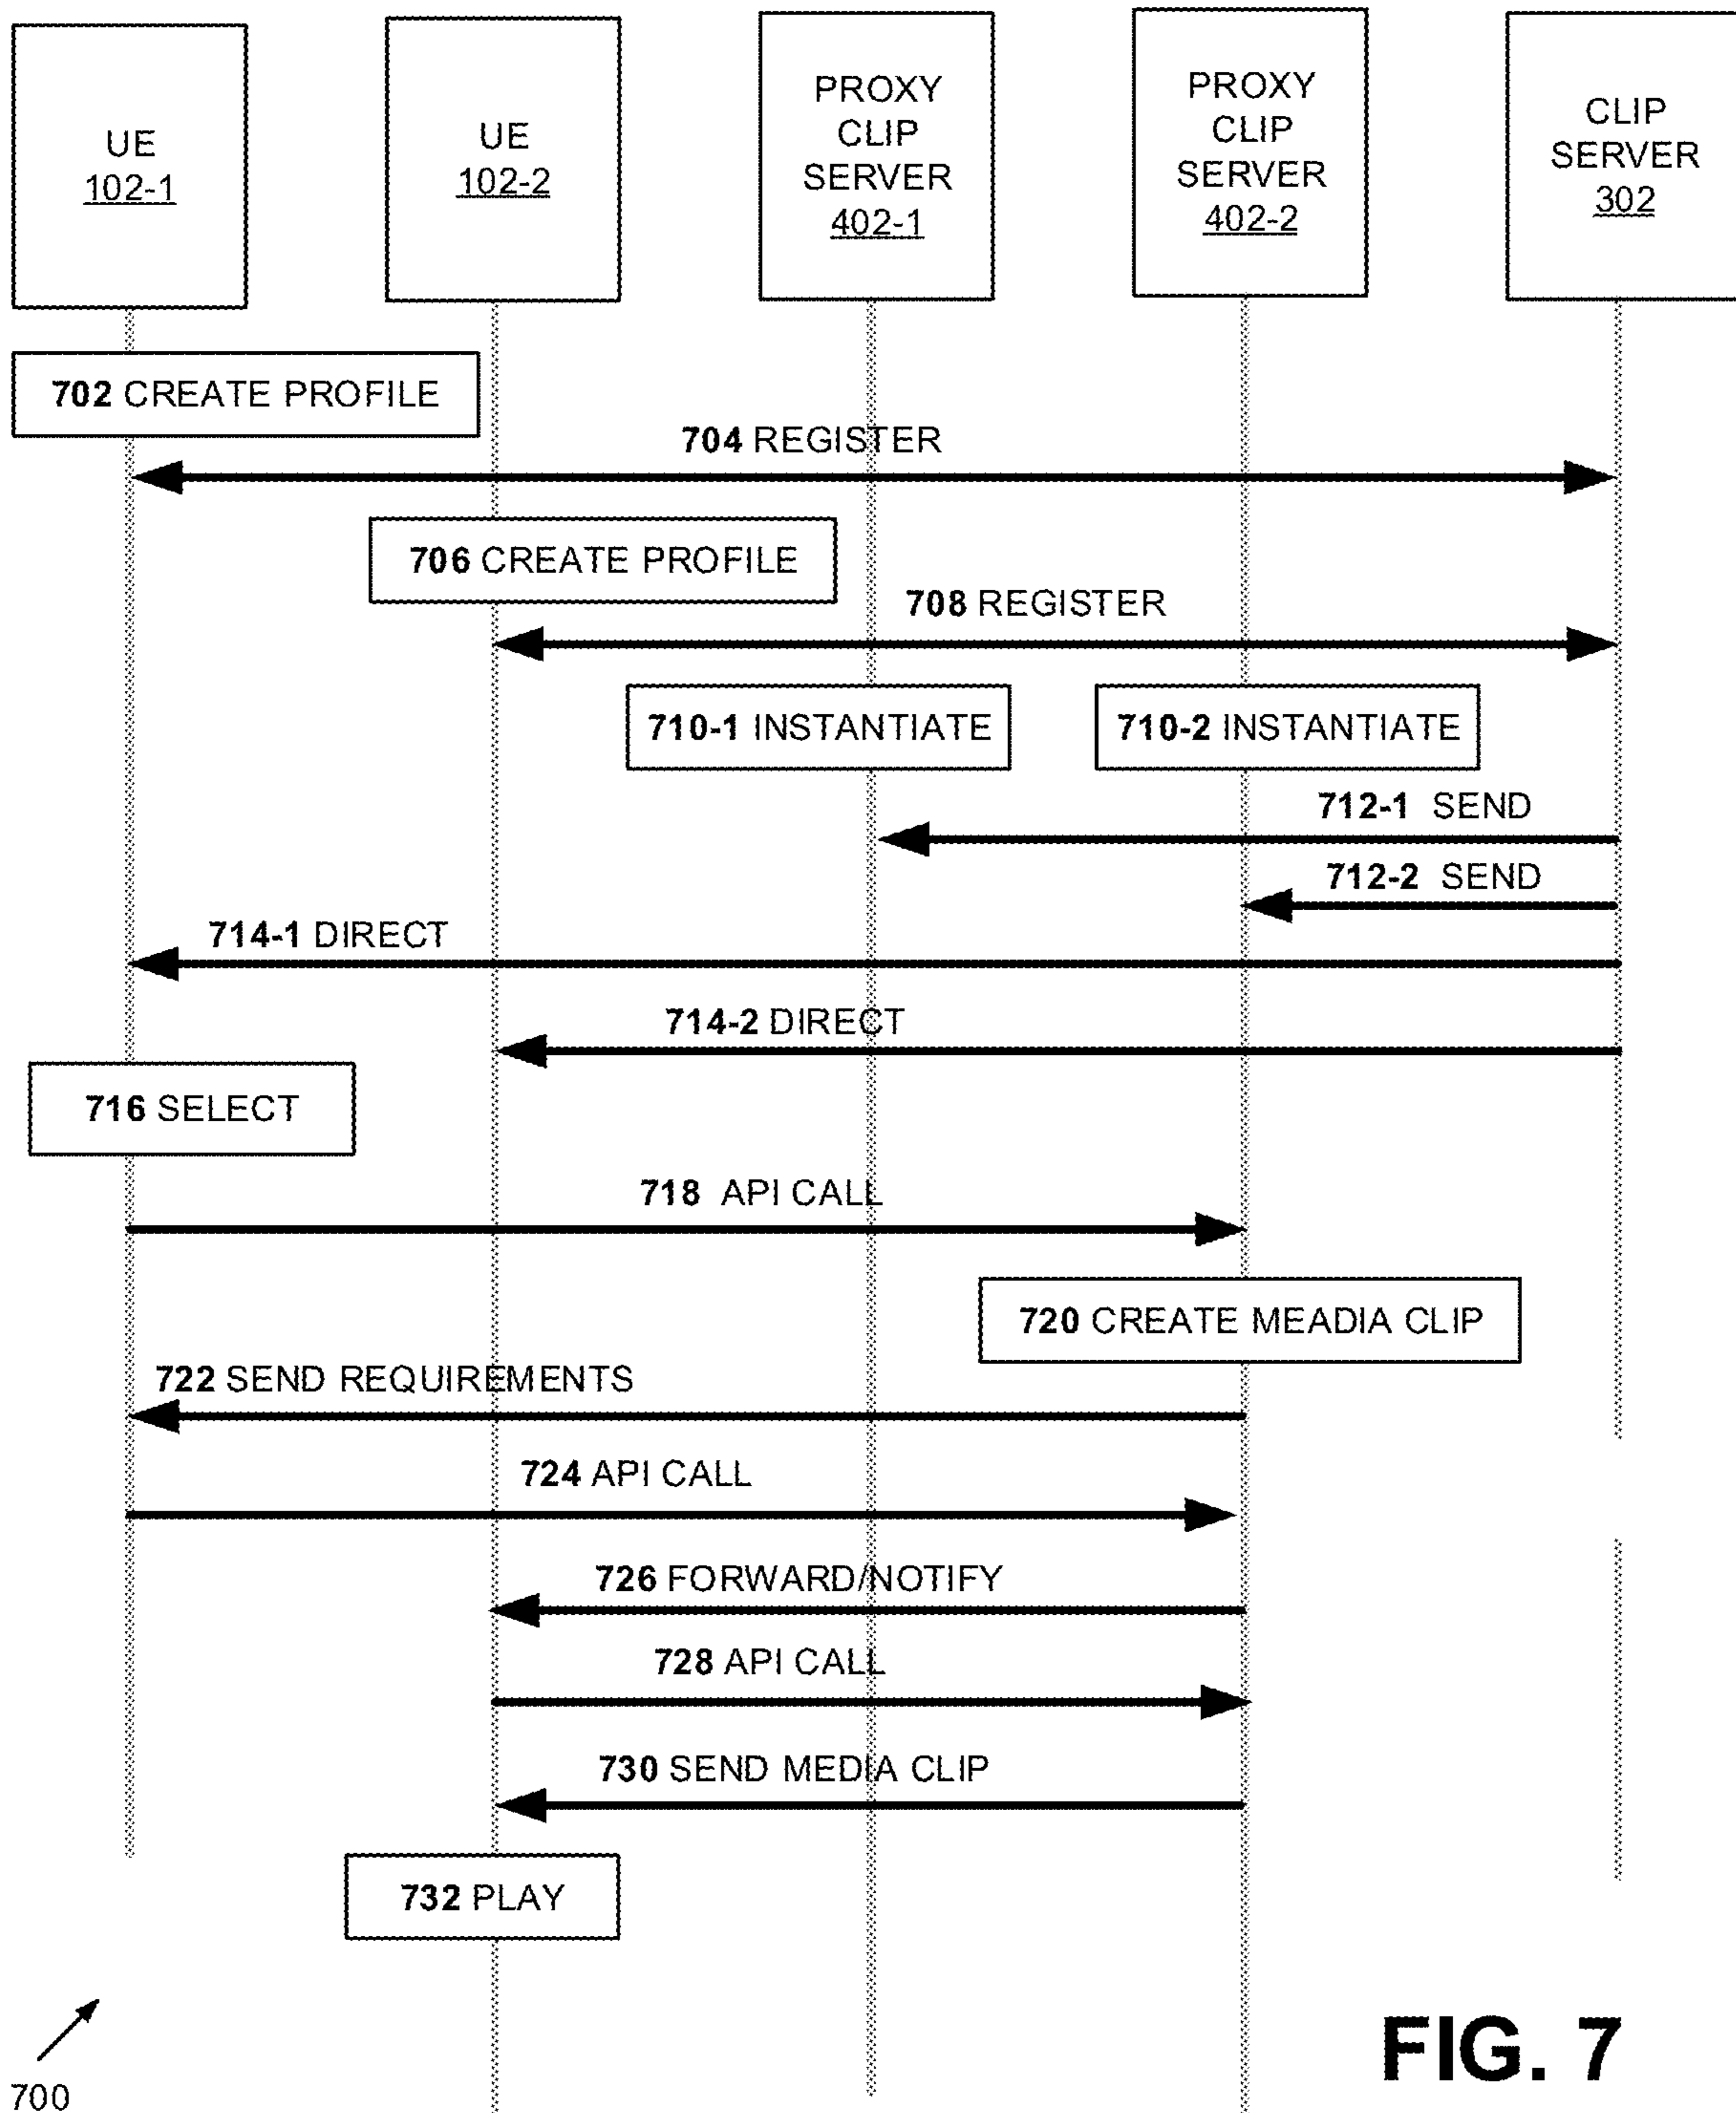 UE
102-1
UE
102-2
PROXY
CLIP
SERVER
402-1
PROXY
CLIP
SERVER
402-2
CLIP
SERVER
302
702 CREATE PROFILE
704 REGISTER
706 CREATE PROFILE
708 REGISTER
710-1 INSTANTIATE
710-2 INSTANTIATE
712-1 SEND
712-2 SEND
714-1 DIRECT
714-2 DIRECT
716 SELECT
718 API CALL
720 CREATE MEADIA CLIP
722 SEND REQUIREMENTS
724 API CALL
726 FORWARD/NOTIFY
728 API CALL
730 SEND MEDIA CLIP
732 PLAY
700
FIG. 7